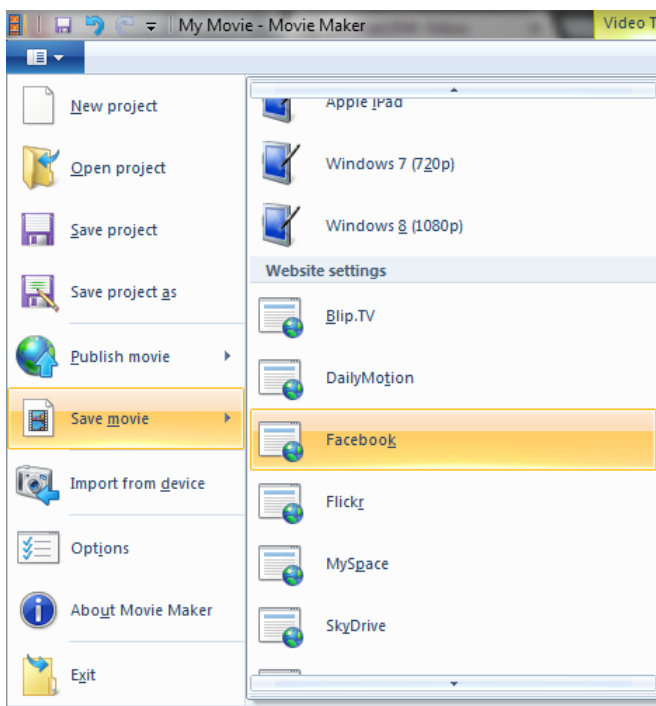 My Movie - Movie Maker
Video T
New project
Open project
Save project
Save project as
Publish movie
Save movie
Import from device
Options
About Movie Maker
Exit
Apple iPad
Windows 7 (720p)
Windows 8 (1080p)
Website settings
Blip.TV
DailyMotion
Facebook
Flickr
MySpace
SkyDrive